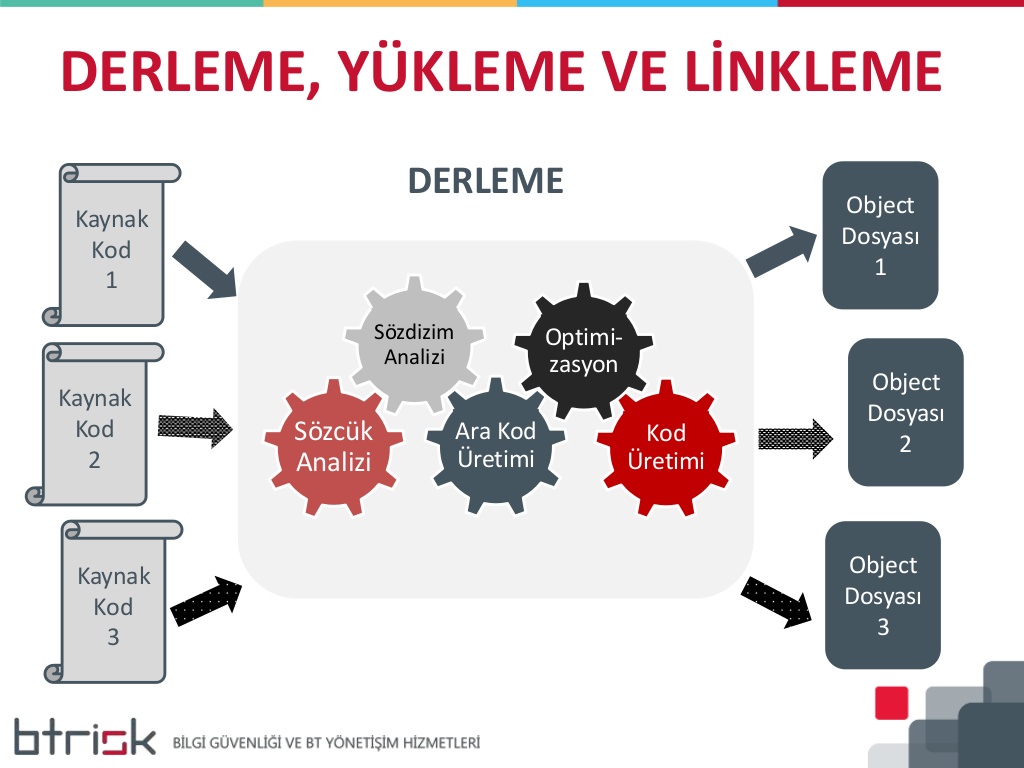 DERLEME, YÜKLEME VE LİNKLEME
DERLEME
Kaynak
Kod
1
Kaynak
Kod
2
Kaynak
Kod
3
Sözdizim
Analizi
Optimi-
zasyon
Sözcük
Analizi
Ara Kod
Üretimi
Kod
Üretimi
Object
Dosyası
1
Object
Dosyası
2
Object
Dosyası
3
btrisk BİLGİ GÜVENLİĞİ VE BT YÖNETİŞİM HİZMETLERİ